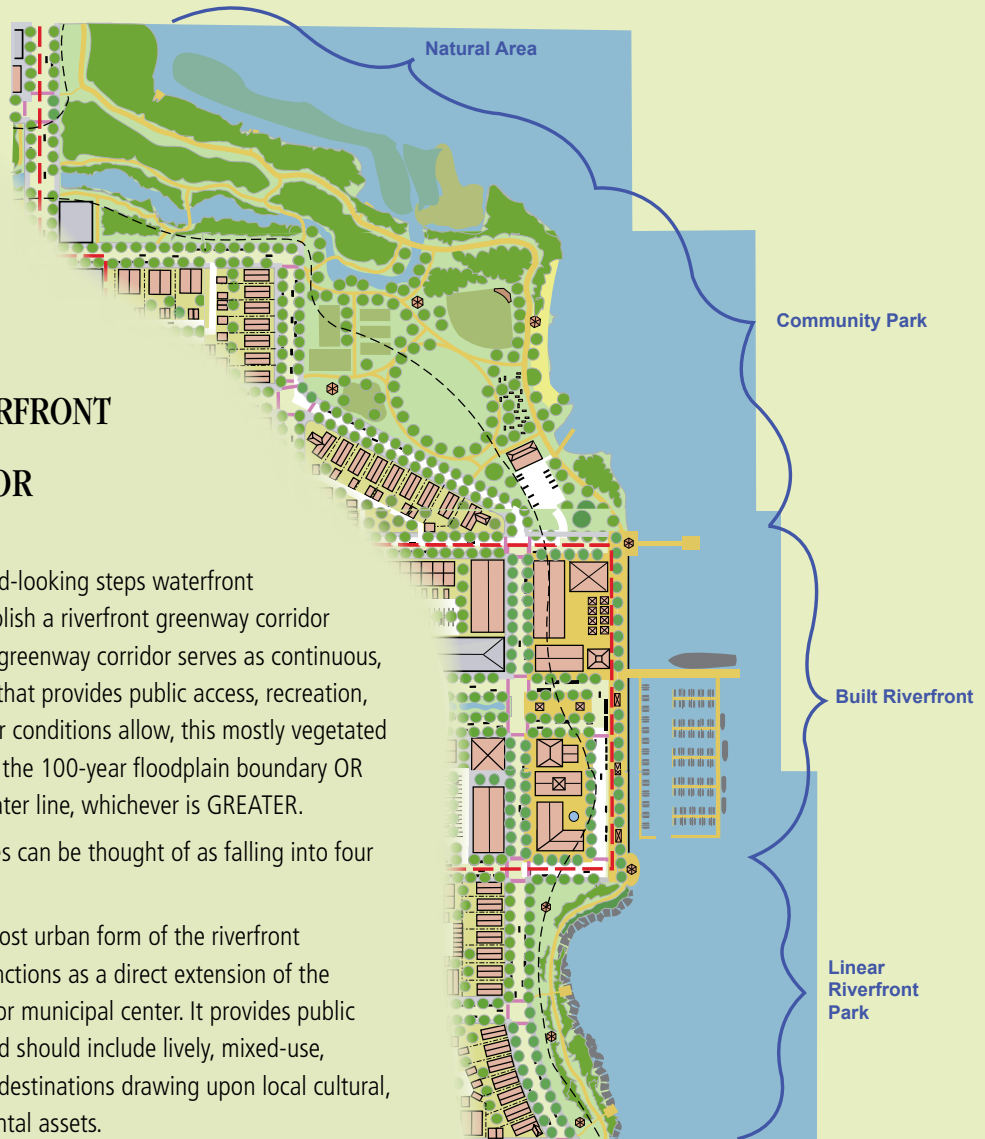 Natural Area
Community Park
RFRONT
OR
d-looking steps waterfront
blish a riverfront greenway corridor
greenway corridor serves as continuous,
that provides public access, recreation,
r conditions allow, this mostly vegetated
the 100-year floodplain boundary OR
ater line, whichever is GREATER.
es can be thought of as falling into four
ost urban form of the riverfront
nctions as a direct extension of the
or municipal center. It provides public
d should include lively, mixed-use,
destinations drawing upon local cultural,
ntal assets.
Built Riverfront
Linear
Riverfront
Park